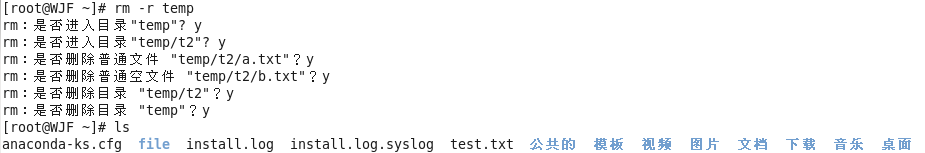 [root@WJF ~]# rm -r temp
rm：是否进入目录"temp"? y
rm：是否进入目录"temp/t2"? y
rm：是否删除普通文件 "temp/t2/a.txt"？y
rm：是否删除普通空文件 "temp/t2/b.txt"？y
rm：是否删除目录 "temp/t2"？y
rm：是否删除目录 "temp"？y
[root@WJF ~]# ls
anaconda-ks.cfg  file  install.log  install.log.syslog  test.txt  公共的  模板  视频  图片  文档  下载  音乐  桌面